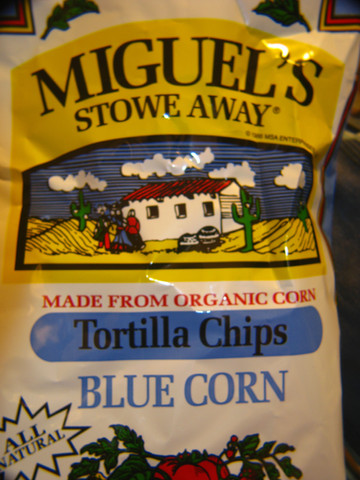 MIGUEL'S
STOWE AWAY®
MADE FROM ORGANIC CORN
Tortilla Chips
BLUE CORN
ALL
NATURAL